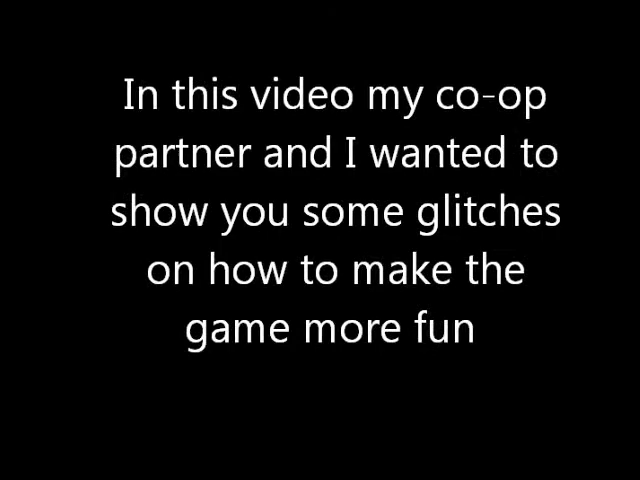 In this video my co-op
partner and I wanted to
show you some glitches
on how to make the
game more fun